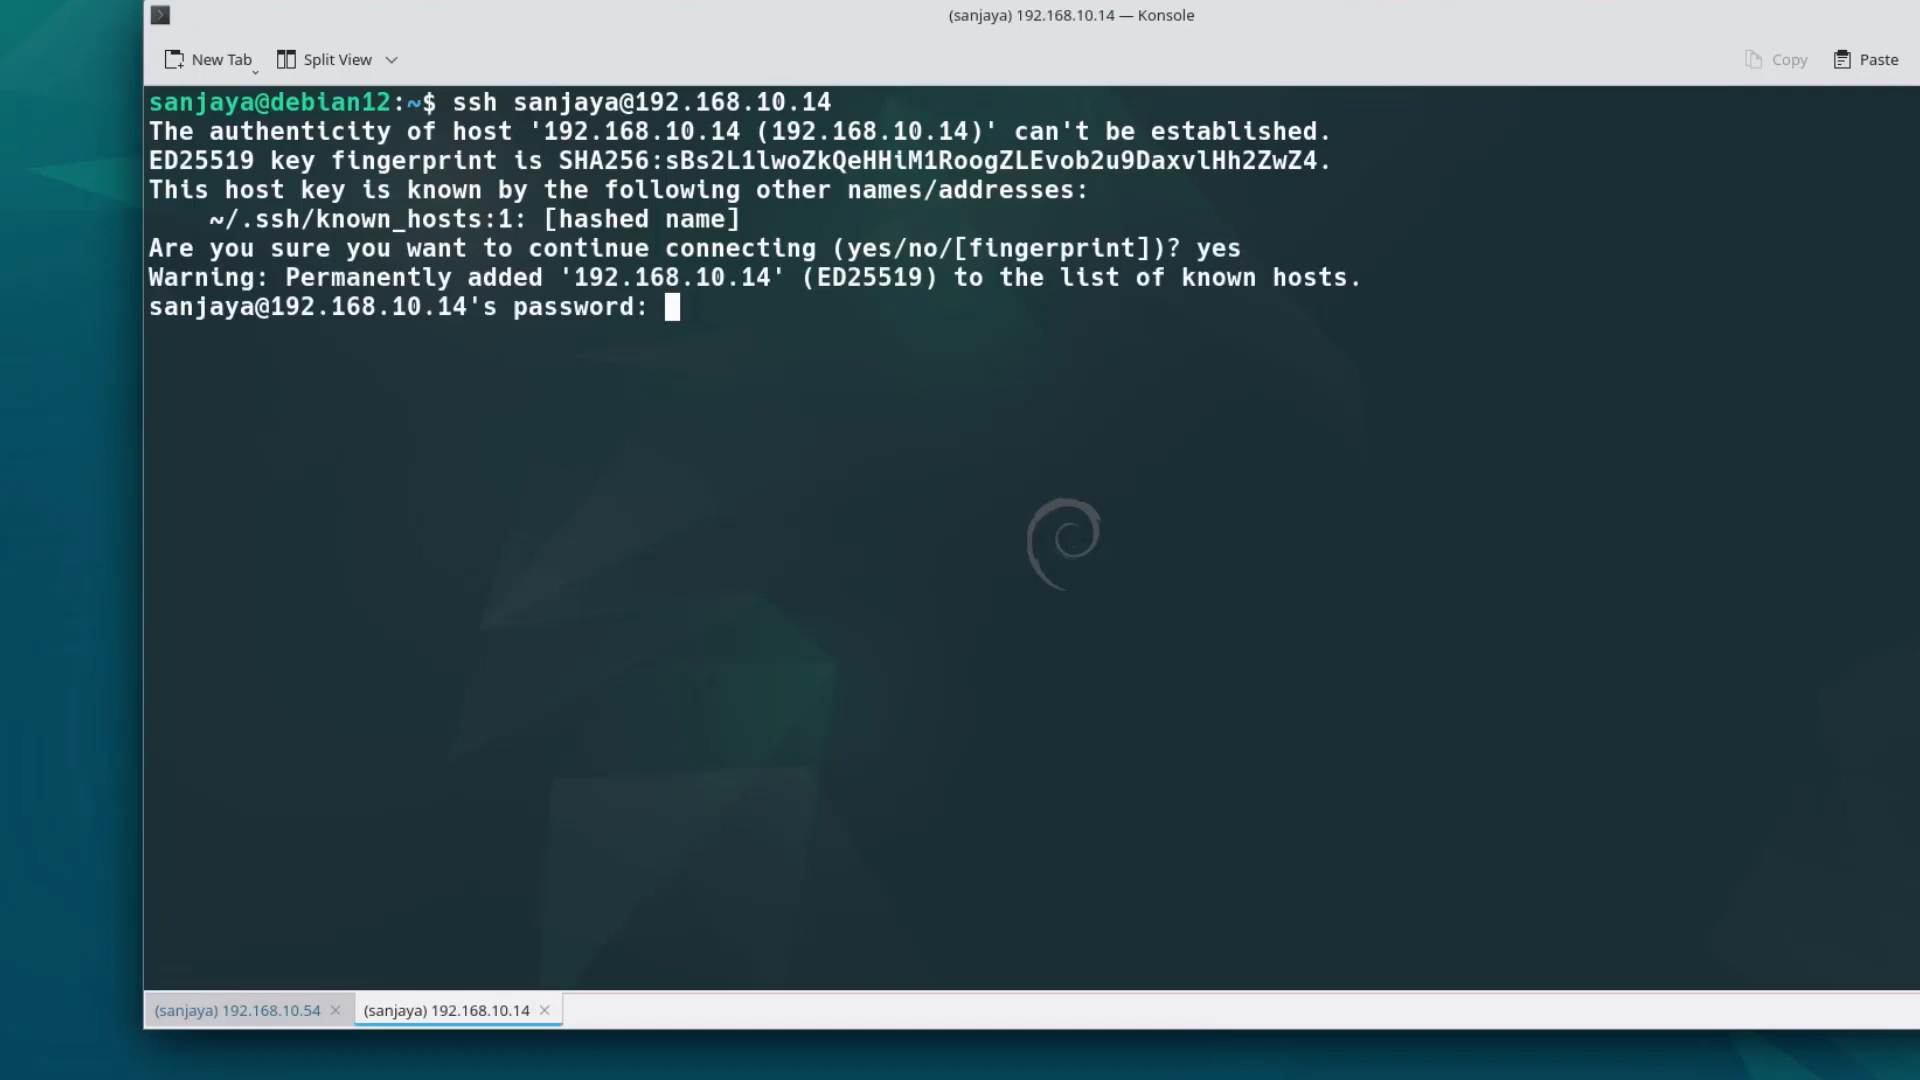 (sanjaya) 192.168.10.14 — Konsole
New Tab Split View Copy Paste
sanjaya@debian12:~$ ssh sanjaya@192.168.10.14
The authenticity of host '192.168.10.14 (192.168.10.14)' can't be established.
ED25519 key fingerprint is SHA256:sBs2L1lwoZkQeHHiM1RoogZLEvob2u9DaxvlHh2ZwZ4.
This host key is known by the following other names/addresses:
    ~/.ssh/known_hosts:1: [hashed name]
Are you sure you want to continue connecting (yes/no/[fingerprint])? yes
Warning: Permanently added '192.168.10.14' (ED25519) to the list of known hosts.
sanjaya@192.168.10.14's password:
(sanjaya) 192.168.10.54 (sanjaya) 192.168.10.14